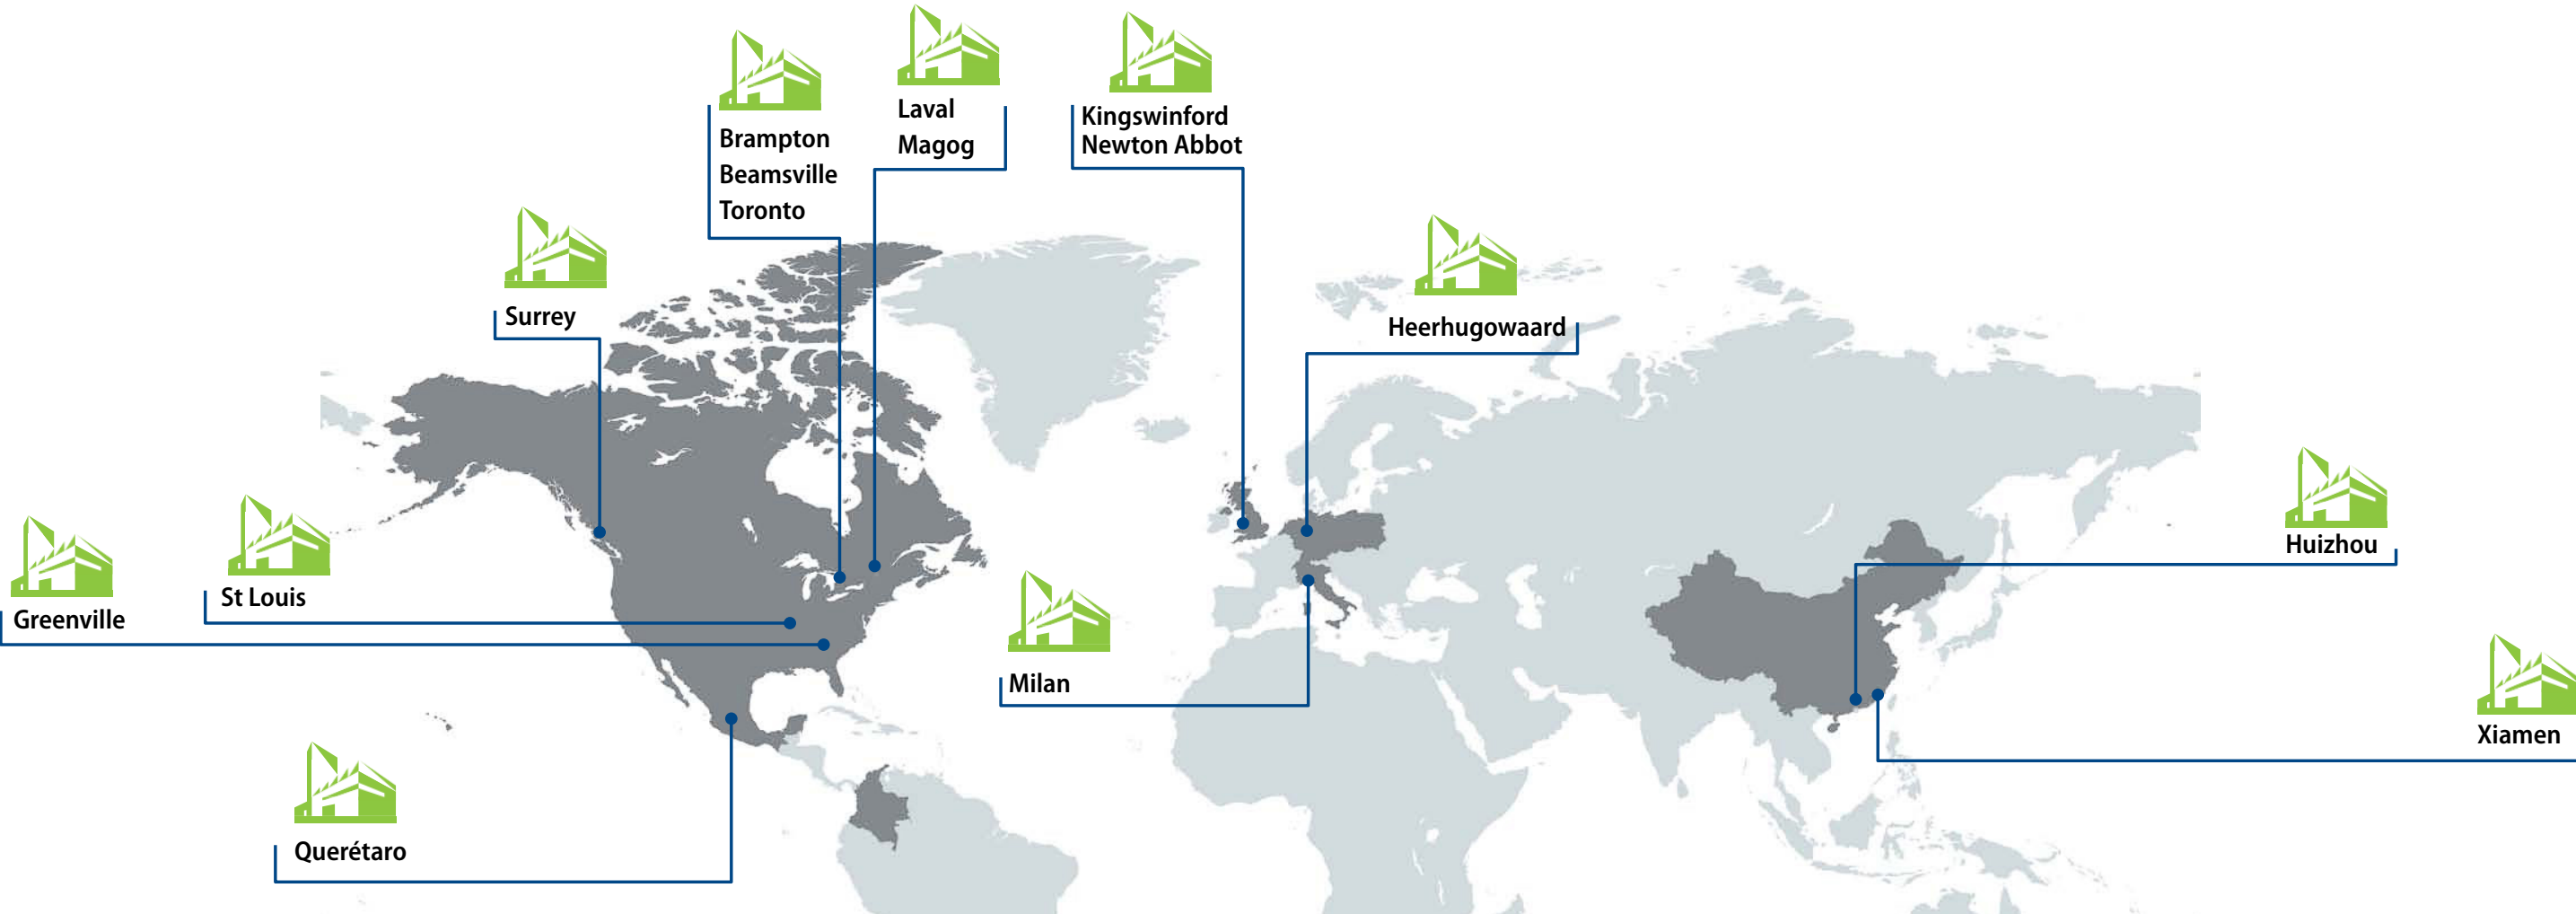 Laval
Magog
Kingswinford
Newton Abbot
Brampton
Beamsville
Toronto
Surrey
Heerhugowaard
Huizhou
St Louis
Greenville
Milan
Xiamen
Querétaro